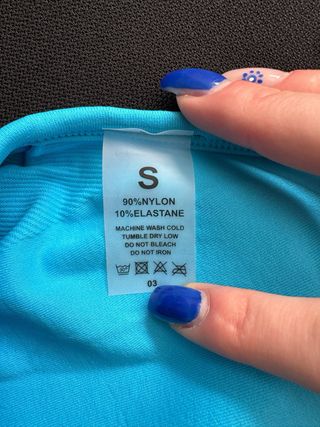 S
90%NYLON
10%ELASTANE
MACHINE WASH COLD
TUMBLE DRY LOW
DO NOT BLEACH
DO NOT IRON
03